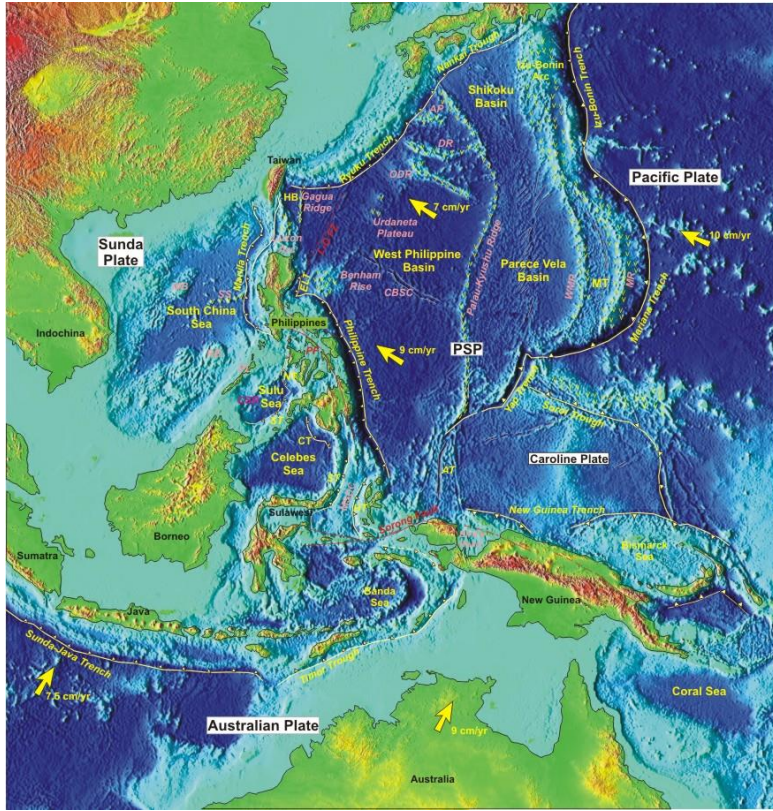 Nankai Trough
Izu-Bonin
Arc
Shikoku
Basin
Izu-Bonin Trench
AP
DR
Ryuku Trench
Taiwan
ODR
HB
Gagua
Ridge
Pacific Plate
7 cm/yr
Urdaneta
Plateau
10 cm/yr
Sunda
Plate
Manila Trench
West Philippine
Basin
Palau-Kyushu Ridge
Parece Vela
Basin
WMR
MT
MR
Mariana Trench
ELT
Benham
Rise
CBSC
South China
Sea
Indochina
Philippines
Philippine Trench
9 cm/yr
PSP
Yap Trench
Sulu
Sea
Sorol Trough
CT
Celebes
Sea
AT
Caroline Plate
Sulawesi
Sorong Fault
New Guinea Trench
Borneo
Sumatra
Bismarck
Sea
Java
Banda
Sea
New Guinea
Sunda-Java Trench
Timor Trough
7.5 cm/yr
Coral Sea
Australian Plate
9 cm/yr
Australia